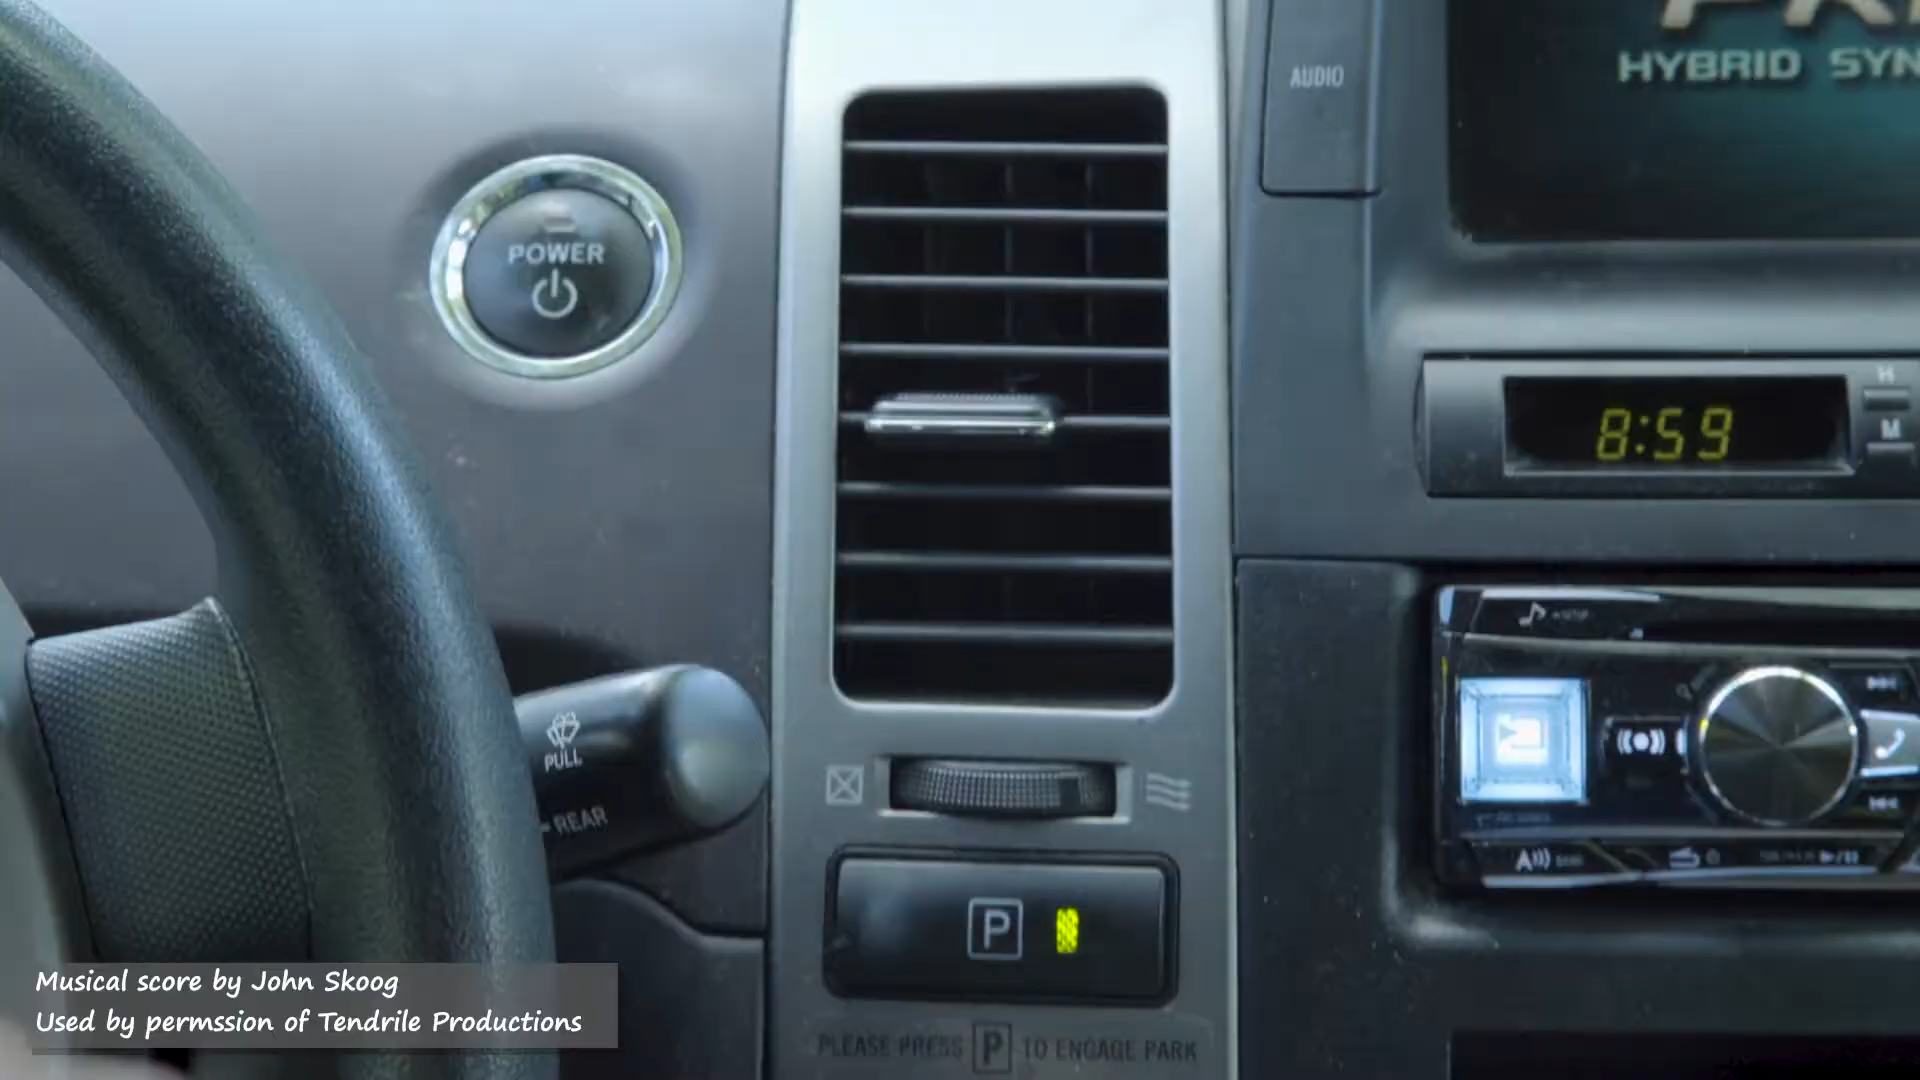 HYBRID SYN
AUDIO
POWER
H
8:59
M
PULL
REAR
P
PLEASE PRESS P TO ENGAGE PARK
Musical score by John Skoog
Used by permssion of Tendrile Productions